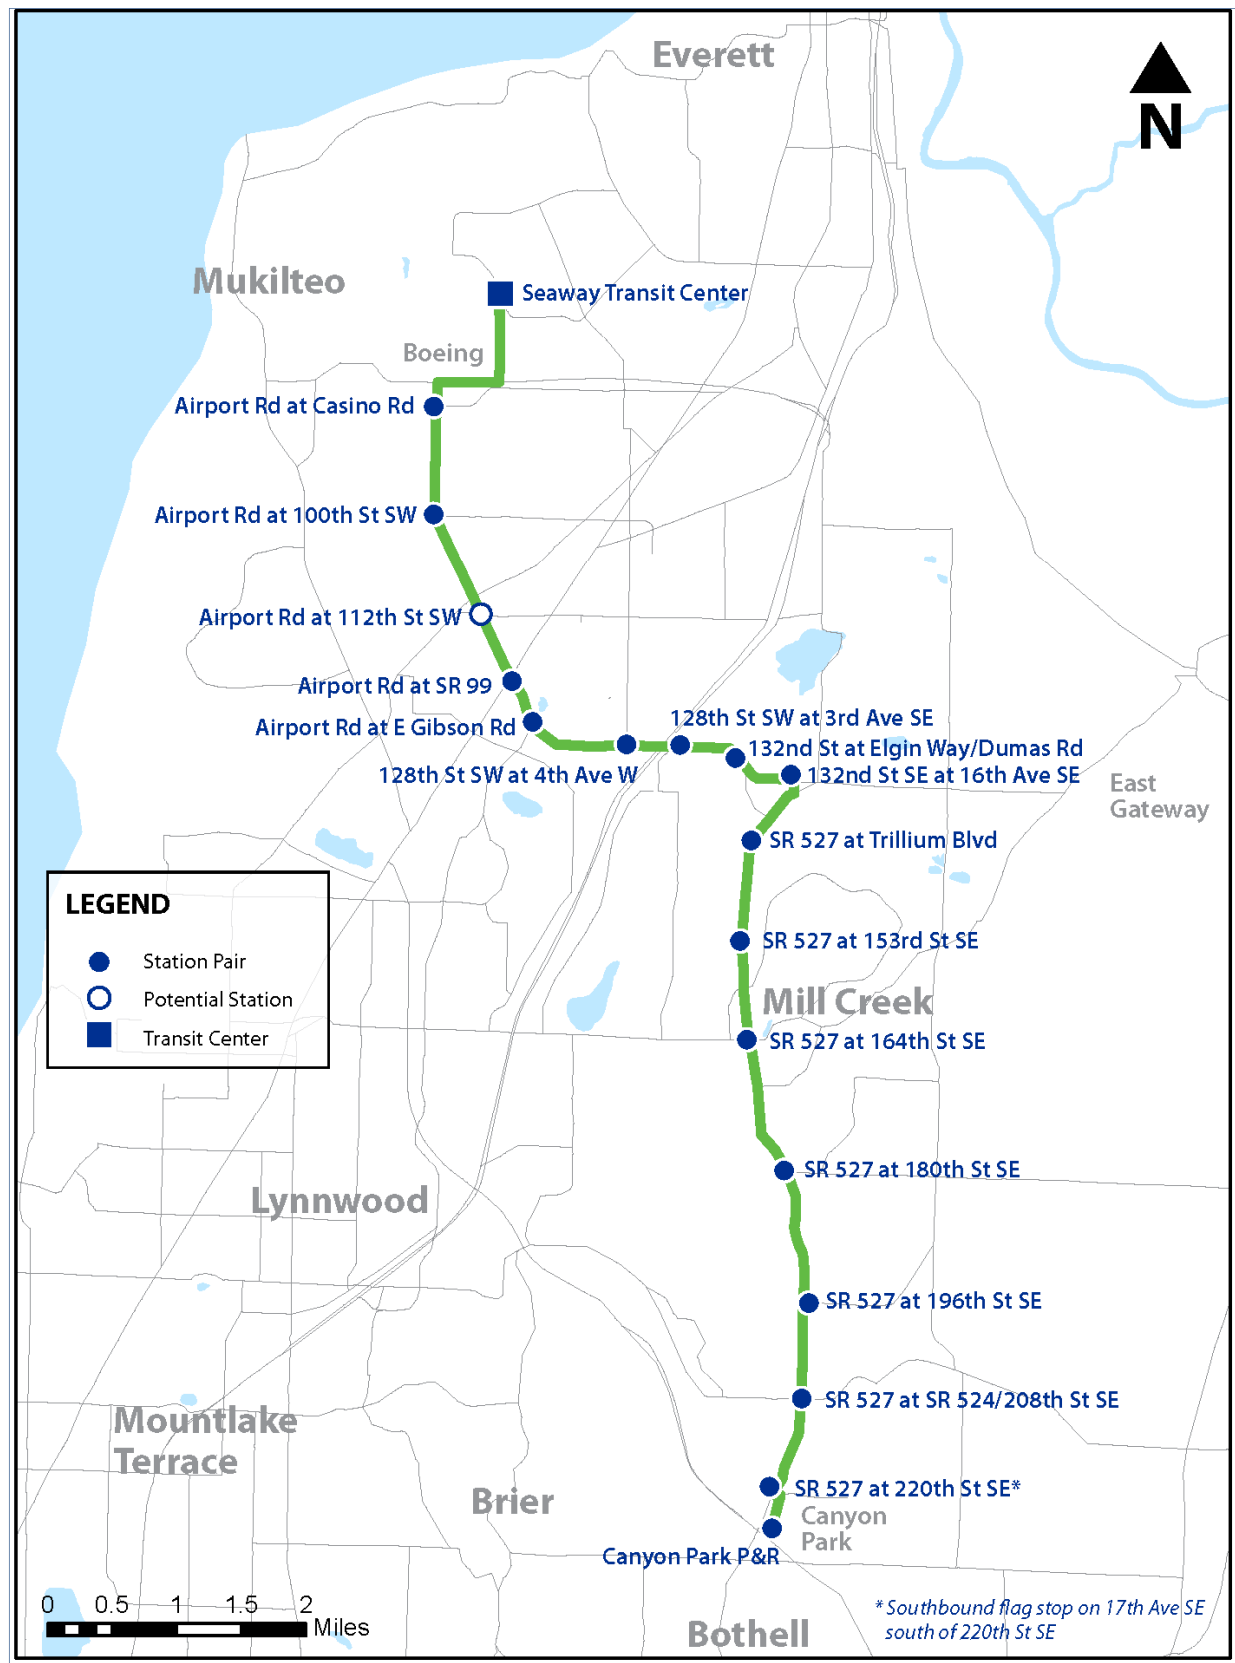 Everett
N
Mukilteo
Seaway Transit Center
Boeing
Airport Rd at Casino Rd
Airport Rd at 100th St SW
Airport Rd at 112th St SW
Airport Rd at SR 99
128th St SW at 3rd Ave SE
Airport Rd at E Gibson Rd
132nd St at Elgin Way/Dumas Rd
128th St SW at 4th Ave W
132nd St SE at 16th Ave SE
East
Gateway
SR 527 at Trillium Blvd
LEGEND
Station Pair
Potential Station
Transit Center
SR 527 at 153rd St SE
Mill Creek
SR 527 at 164th St SE
SR 527 at 180th St SE
Lynnwood
SR 527 at 196th St SE
SR 527 at SR 524/208th St SE
Mountlake
Terrace
SR 527 at 220th St SE*
Brier
Canyon
Park
Canyon Park P&R
0 0.5 1 1.5 2
Miles
*Southbound flag stop on 17th Ave SE
south of 220th St SE
Bothell